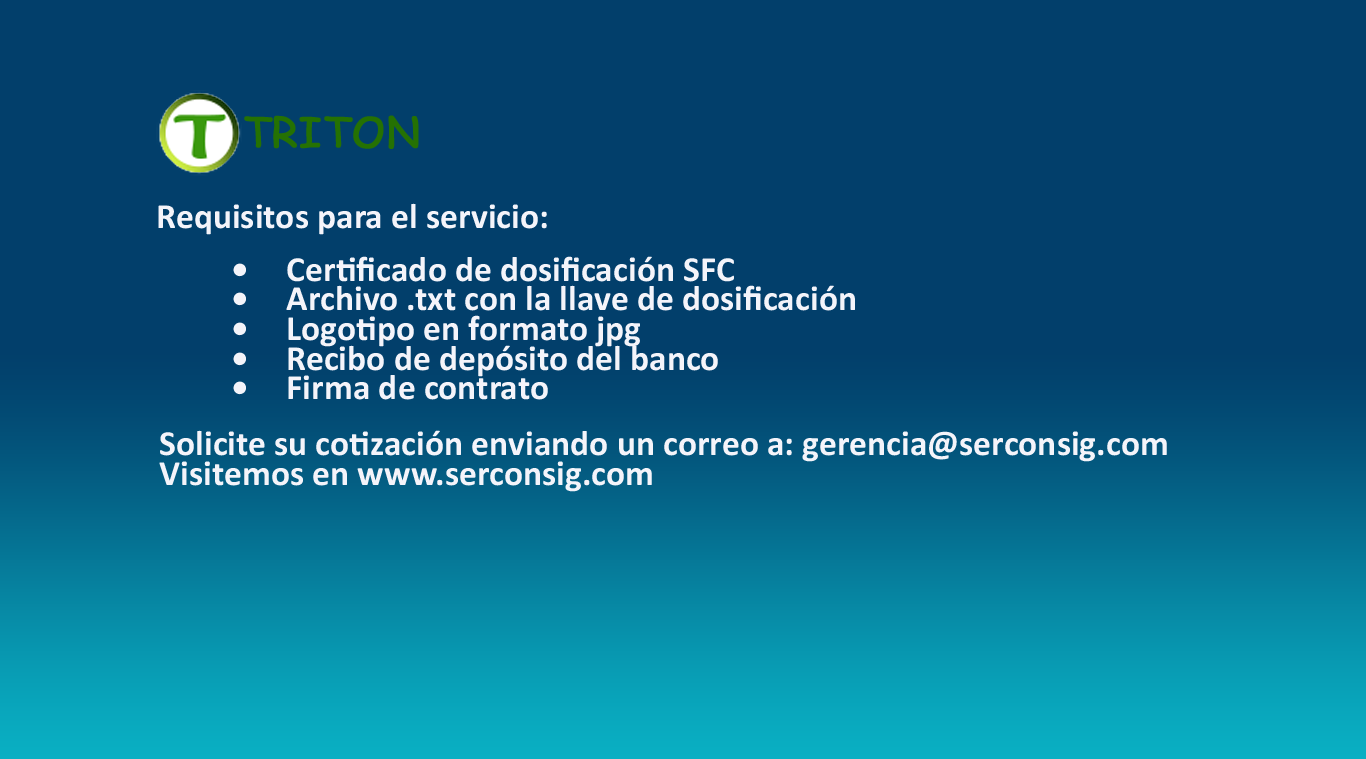 T TRITON
Requisitos para el servicio:
• Certificado de dosificación SFC
• Archivo .txt con la llave de dosificación
• Logotipo en formato jpg
• Recibo de depósito del banco
• Firma de contrato
Solicite su cotización enviando un correo a: gerencia@serconsig.com
Visitemos en www.serconsig.com